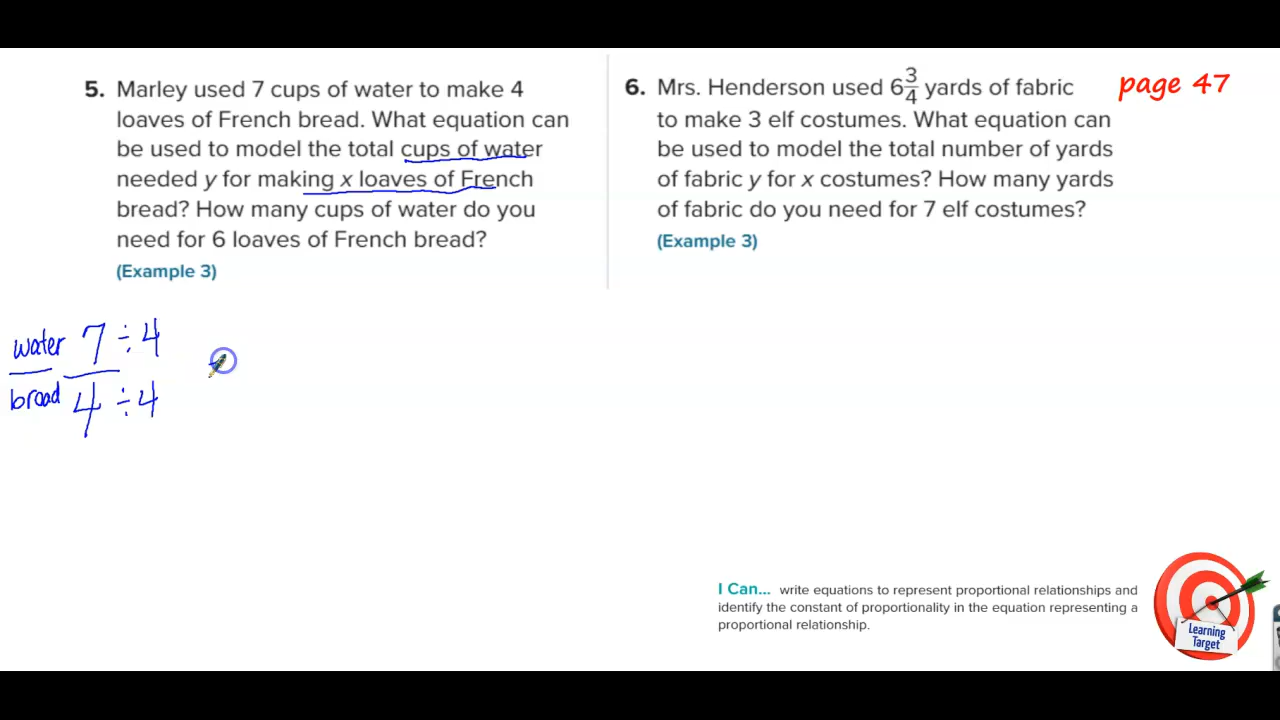 5. Marley used 7 cups of water to make 4
loaves of French bread. What equation can
be used to model the total cups of water
needed y for making x loaves of French
bread? How many cups of water do you
need for 6 loaves of French bread?
(Example 3)
6. Mrs. Henderson used 6 3/4 yards of fabric
to make 3 elf costumes. What equation can
be used to model the total number of yards
of fabric y for x costumes? How many yards
of fabric do you need for 7 elf costumes?
(Example 3)
page 47
water 7 ÷ 4
bread 4 ÷ 4
I Can... write equations to represent proportional relationships and
identify the constant of proportionality in the equation representing a
proportional relationship.
Learning
Target